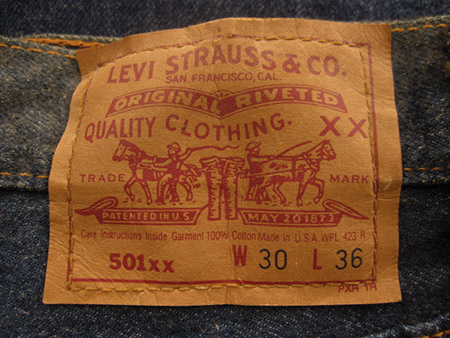 LEVI STRAUSS & CO.
SAN FRANCISCO, CAL.
ORIGINAL RIVETED
QUALITY CLOTHING. XX
TRADE MARK
PATENTED IN U.S. MAY 20 1873
Care Instructions Inside Garment 100% Cotton Made in U.S.A. WPL 423 R
501xx W 30 L 36